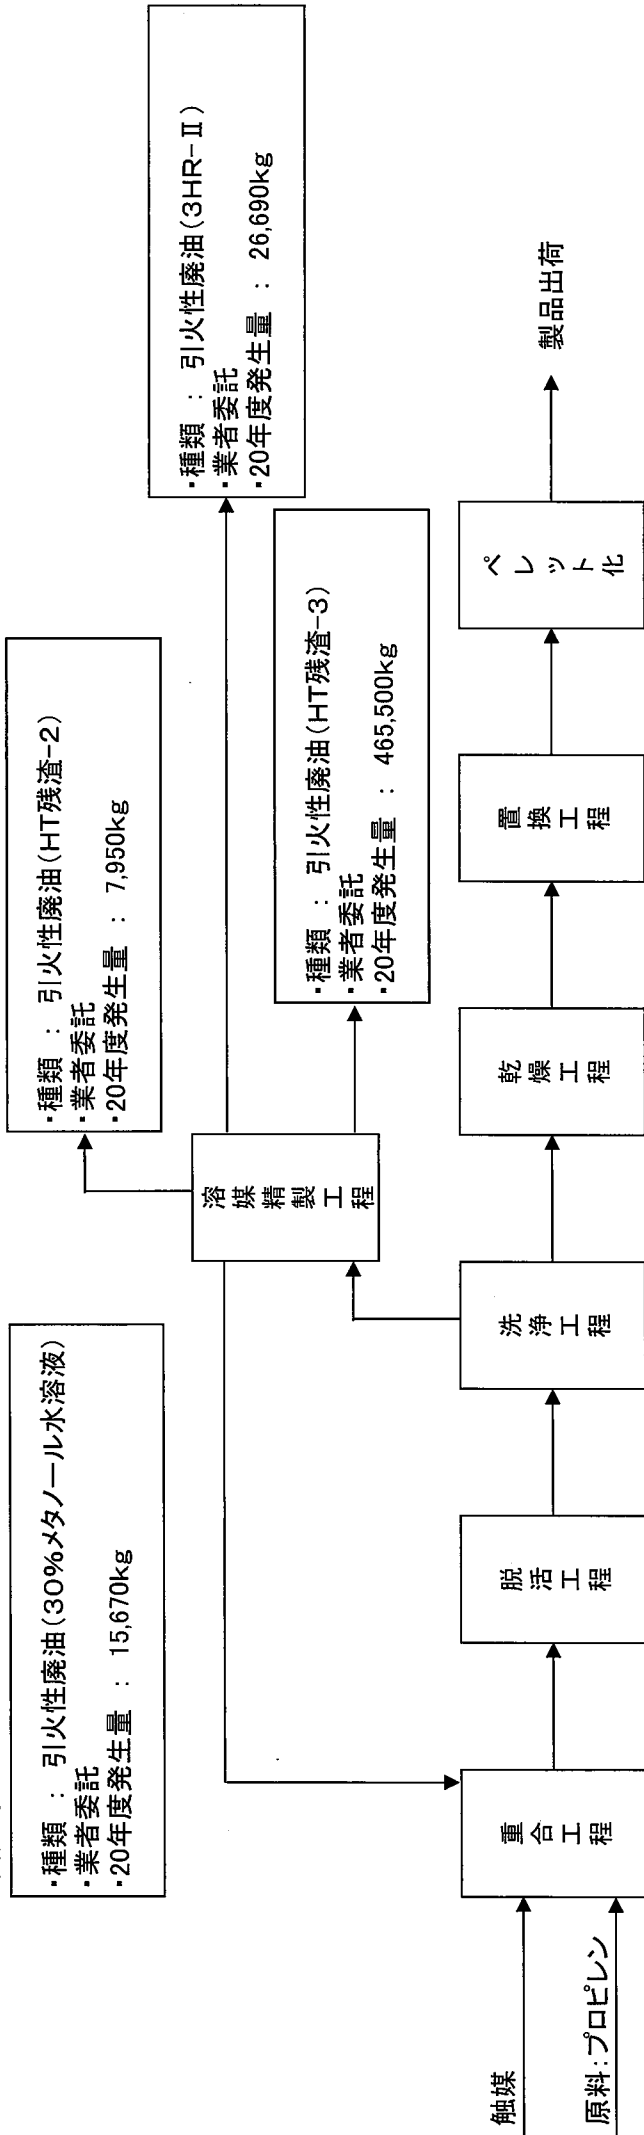 ・種類 : 引火性廃油(30%メタノール水溶液)
・業者委託
・20年度発生量 : 15,670kg
・種類 : 引火性廃油(HT残渣-2)
・業者委託
・20年度発生量 : 7,950kg
・種類 : 引火性廃油(3HR-Ⅱ)
・業者委託
・20年度発生量 : 26,690kg
・種類 : 引火性廃油(HT残渣-3)
・業者委託
・20年度発生量 : 465,500kg
溶媒精製工程
触媒
原料:プロピレン
重合工程
脱活工程
洗浄工程
乾燥工程
置換工程
ペレット化
製品出荷